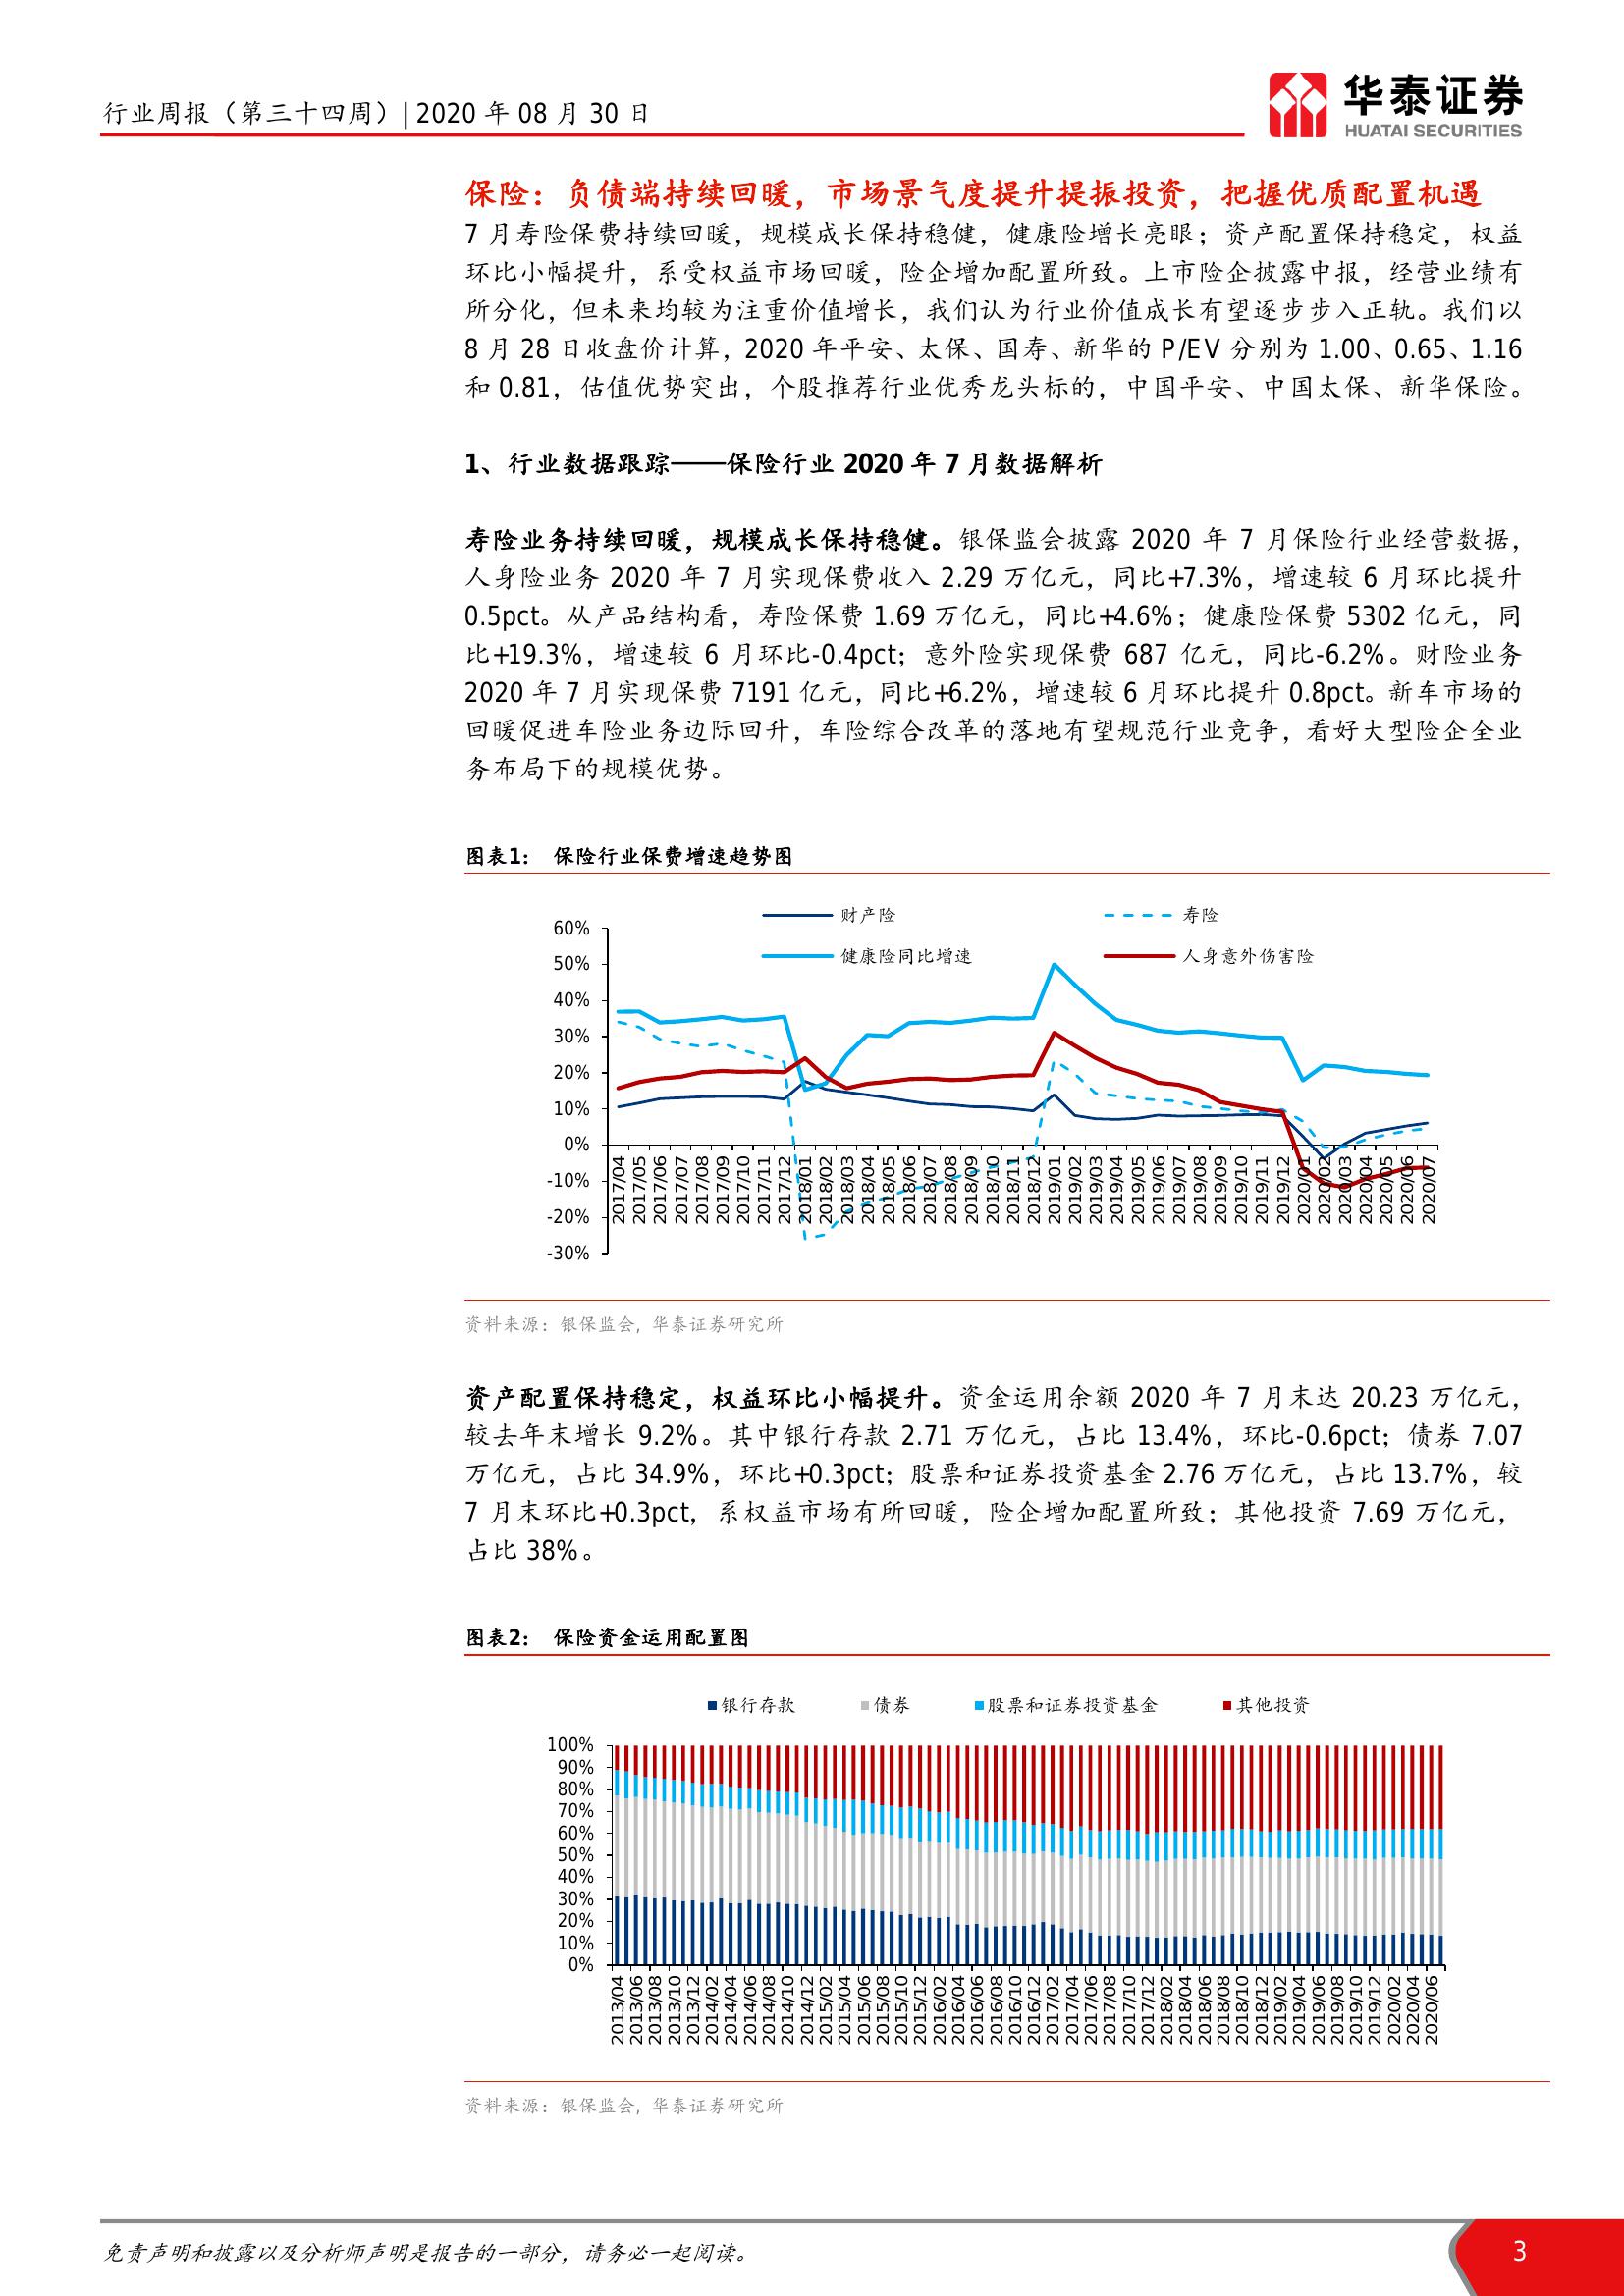 行业周报（第三十四周）| 2020 年 08 月 30 日
华泰证券
HUATAI SECURITIES
保险：负债端持续回暖，市场景气度提升提振投资，把握优质配置机遇
7 月寿险保费持续回暖，规模成长保持稳健，健康险增长亮眼；资产配置保持稳定，权益
环比小幅提升，系受权益市场回暖，险企增加配置所致。上市险企披露中报，经营业绩有
所分化，但未来均较为注重价值增长，我们认为行业价值成长有望逐步步入正轨。我们以
8 月 28 日收盘价计算，2020 年平安、太保、国寿、新华的 P/EV 分别为 1.00、0.65、1.16
和 0.81，估值优势突出，个股推荐行业优秀龙头标的，中国平安、中国太保、新华保险。
1、行业数据跟踪——保险行业 2020 年 7 月数据解析
寿险业务持续回暖，规模成长保持稳健。银保监会披露 2020 年 7 月保险行业经营数据，
人身险业务 2020 年 7 月实现保费收入 2.29 万亿元，同比+7.3%，增速较 6 月环比提升
0.5pct。从产品结构看，寿险保费 1.69 万亿元，同比+4.6%；健康险保费 5302 亿元，同
比+19.3%，增速较 6 月环比-0.4pct；意外险实现保费 687 亿元，同比-6.2%。财险业务
2020 年 7 月实现保费 7191 亿元，同比+6.2%，增速较 6 月环比提升 0.8pct。新车市场的
回暖促进车险业务边际回升，车险综合改革的落地有望规范行业竞争，看好大型险企全业
务布局下的规模优势。
图表1： 保险行业保费增速趋势图
财产险 寿险
健康险同比增速 人身意外伤害险
60%
50%
40%
30%
20%
10%
0%
-10%
-20%
-30%
2017/04 2017/05 2017/06 2017/07 2017/08 2017/09 2017/10 2017/11 2017/12 2018/01 2018/02 2018/03 2018/04 2018/05 2018/06 2018/07 2018/08 2018/09 2018/10 2018/11 2018/12 2019/01 2019/02 2019/03 2019/04 2019/05 2019/06 2019/07 2019/08 2019/09 2019/10 2019/11 2019/12 2020/01 2020/02 2020/03 2020/04 2020/05 2020/06 2020/07
资料来源：银保监会，华泰证券研究所
资产配置保持稳定，权益环比小幅提升。资金运用余额 2020 年 7 月末达 20.23 万亿元，
较去年末增长 9.2%。其中银行存款 2.71 万亿元，占比 13.4%，环比-0.6pct；债券 7.07
万亿元，占比 34.9%，环比+0.3pct；股票和证券投资基金 2.76 万亿元，占比 13.7%，较
7 月末环比+0.3pct，系权益市场有所回暖，险企增加配置所致；其他投资 7.69 万亿元，
占比 38%。
图表2： 保险资金运用配置图
银行存款 债券 股票和证券投资基金 其他投资
100%
90%
80%
70%
60%
50%
40%
30%
20%
10%
0%
2013/04 2013/06 2013/08 2013/10 2013/12 2014/02 2014/04 2014/06 2014/08 2014/10 2014/12 2015/02 2015/04 2015/06 2015/08 2015/10 2015/12 2016/02 2016/04 2016/06 2016/08 2016/10 2016/12 2017/02 2017/04 2017/06 2017/08 2017/10 2017/12 2018/02 2018/04 2018/06 2018/08 2018/10 2018/12 2019/02 2019/04 2019/06 2019/08 2019/10 2019/12 2020/02 2020/04 2020/06
资料来源：银保监会，华泰证券研究所
免责声明和披露以及分析师声明是报告的一部分，请务必一起阅读。
3